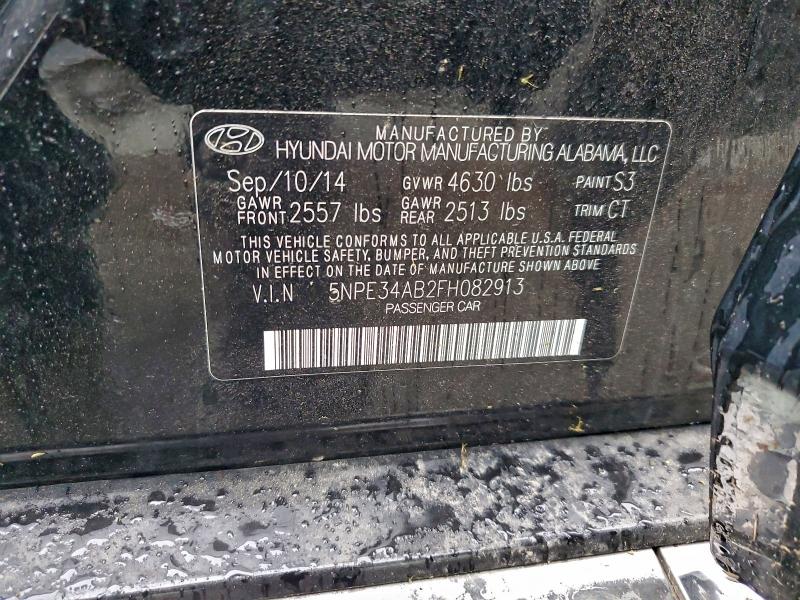 MANUFACTURED BY
HYUNDAI MOTOR MANUFACTURING ALABAMA, LLC
Sep/10/14 GVWR 4630 lbs PAINT S3
GAWR FRONT 2557 lbs GAWR REAR 2513 lbs TRIM CT
THIS VEHICLE CONFORMS TO ALL APPLICABLE U.S.A. FEDERAL
MOTOR VEHICLE SAFETY, BUMPER, AND THEFT PREVENTION STANDARDS
IN EFFECT ON THE DATE OF MANUFACTURE SHOWN ABOVE
V.I.N 5NPE34AB2FH082913
PASSENGER CAR